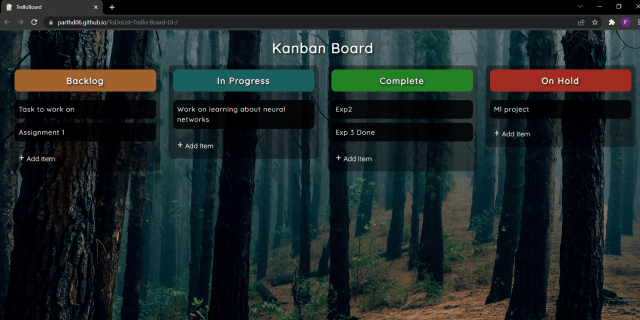 TrelloBoard
parthd06.github.io/ToDoList-Trello-Board-UI-/
P
Kanban Board
Backlog
Task to work on
Assignment 1
+ Add Item
In Progress
Work on learning about neural
networks
+ Add Item
Complete
Exp2
Exp 3 Done
+ Add Item
On Hold
Ml project
+ Add Item